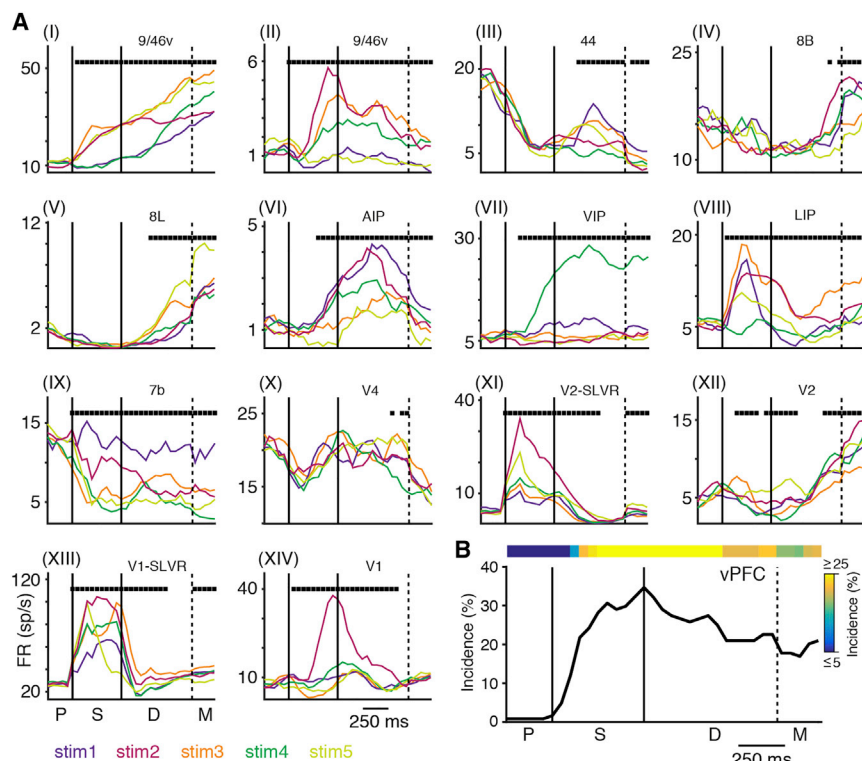 A
(I) 9/46v
50
10
(II) 9/46v
6
1
(III) 44
20
5
(IV) 8B
25
10
(V) 8L
12
2
(VI) AIP
5
1
(VII) VIP
30
5
(VIII) LIP
20
5
(IX) 7b
15
5
(X) V4
25
15
(XI) V2-SLVR
40
10
(XII) V2
15
5
(XIII) V1-SLVR
120
20
FR (sp/s)
P S D M
(XIV) V1
40
10
250 ms
stim1 stim2 stim3 stim4 stim5
B
vPFC
40
30
20
10
0
Incidence (%)
P S D M
250 ms
≥25
≤5
Incidence (%)